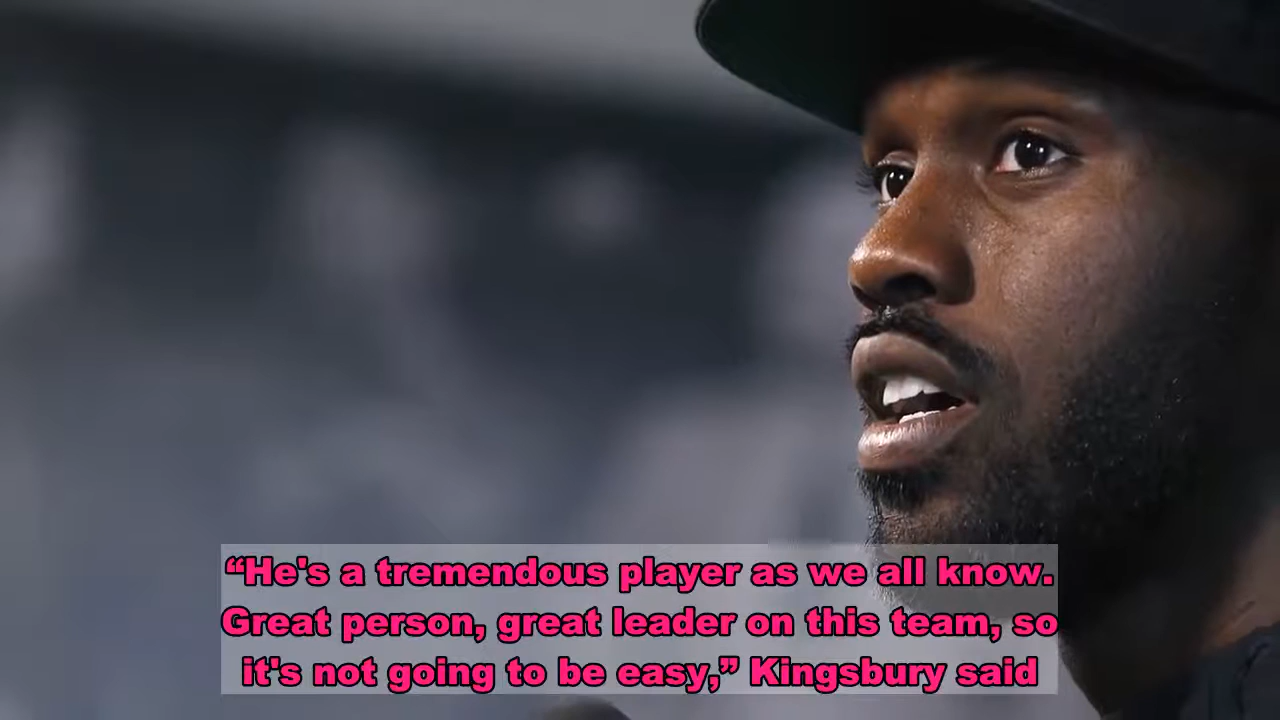 “He's a tremendous player as we all know.
Great person, great leader on this team, so
it's not going to be easy,” Kingsbury said